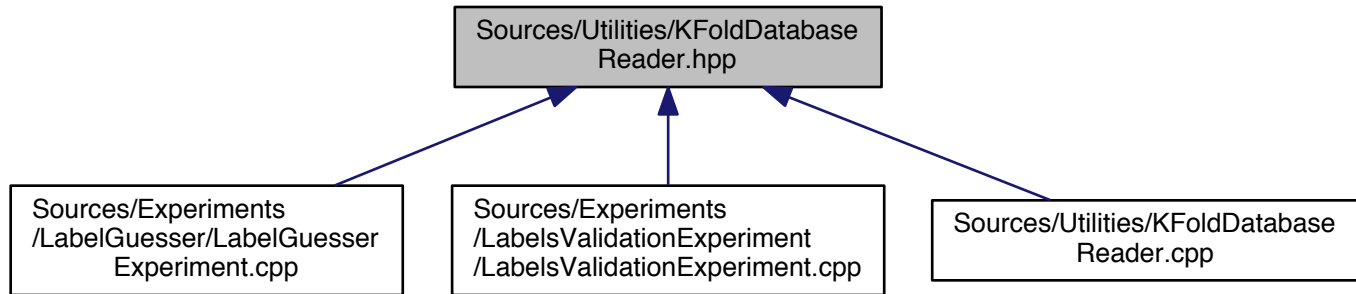 Sources/Utilities/KFoldDatabase
Reader.hpp
Sources/Experiments
/LabelGuesser/LabelGuesser
Experiment.cpp
Sources/Experiments
/LabelsValidationExperiment
/LabelsValidationExperiment.cpp
Sources/Utilities/KFoldDatabase
Reader.cpp